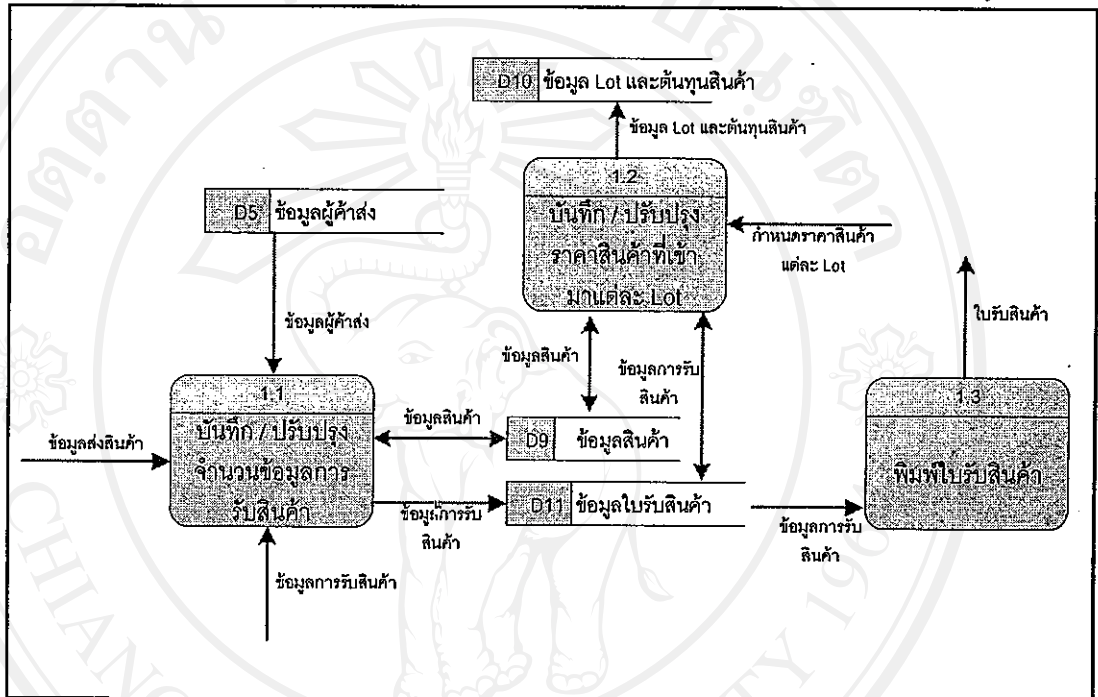 D10 ข้อมูล Lot และต้นทุนสินค้า
ข้อมูล Lot และต้นทุนสินค้า
1.2
บันทึก / ปรับปรุง
ราคาสินค้าที่เข้า
มาแต่ละ Lot
D5 ข้อมูลผู้ค้าส่ง
กำหนดราคาสินค้า
แต่ละ Lot
ใบรับสินค้า
ข้อมูลผู้ค้าส่ง
ข้อมูลสินค้า
ข้อมูลการรับ
สินค้า
1.1
บันทึก / ปรับปรุง
จำนวนข้อมูลการ
รับสินค้า
ข้อมูลส่งสินค้า
ข้อมูลสินค้า
D9 ข้อมูลสินค้า
D11 ข้อมูลใบรับสินค้า
ข้อมูลการรับ
สินค้า
ข้อมูลการรับ
สินค้า
1.3
พิมพ์ใบรับสินค้า
ข้อมูลการรับสินค้า